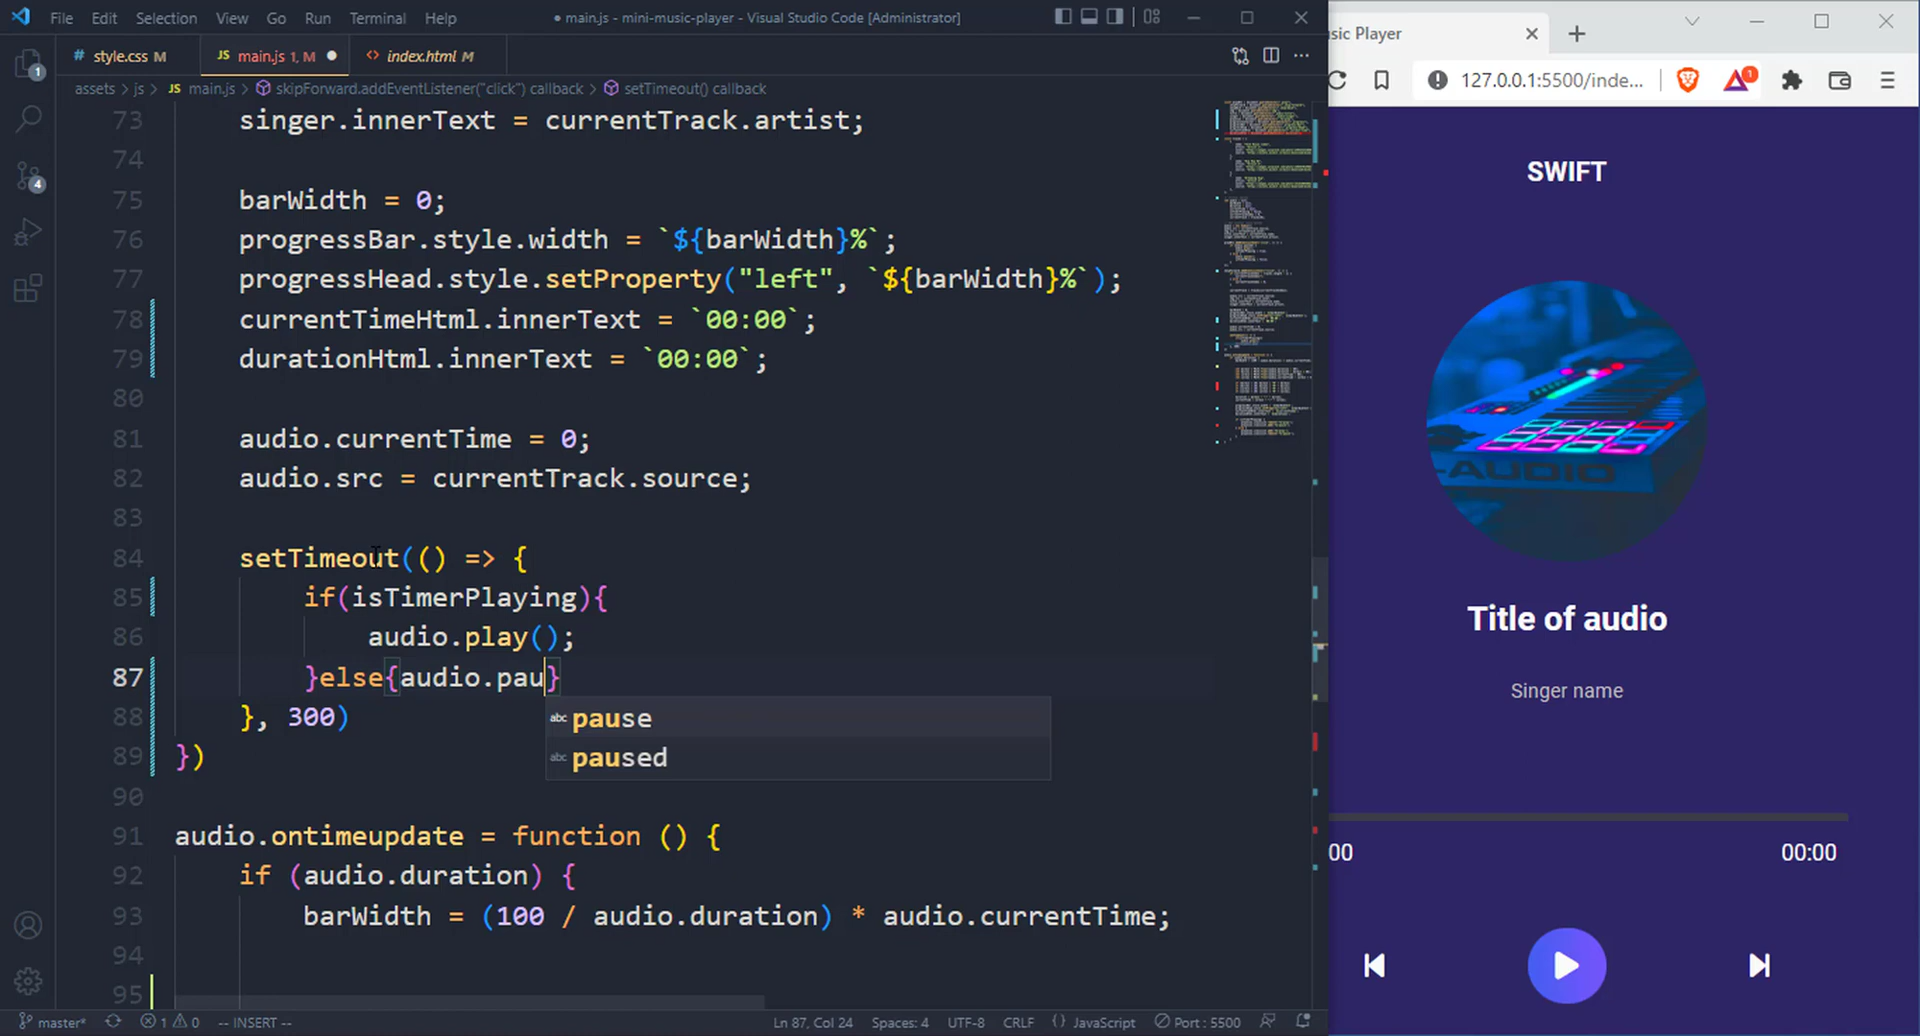 File Edit Selection View Go Run Terminal Help
● main.js - mini-music-player - Visual Studio Code [Administrator]
# style.css M
JS main.js 1, M ●
<> index.html M
assets > js > JS main.js > skipForward.addEventListener("click") callback > setTimeout() callback
73 singer.innerText = currentTrack.artist;
74
75 barWidth = 0;
76 progressBar.style.width = `${barWidth}%`;
77 progressHead.style.setProperty("left", `${barWidth}%`);
78 currentTimeHtml.innerText = `00:00`;
79 durationHtml.innerText = `00:00`;
80
81 audio.currentTime = 0;
82 audio.src = currentTrack.source;
83
84 setTimeout(() => {
85 if(isTimerPlaying){
86 audio.play();
87 }else{audio.pau}
abc pause
abc paused
88 }, 300)
89 })
90
91 audio.ontimeupdate = function () {
92 if (audio.duration) {
93 barWidth = (100 / audio.duration) * audio.currentTime;
94
95
1
4
master* 1 0 -- INSERT -- Ln 87, Col 24 Spaces: 4 UTF-8 CRLF {} JavaScript Port : 5500
sic Player
127.0.0.1:5500/inde...
1
SWIFT
-AUDIO
Title of audio
Singer name
00
00:00